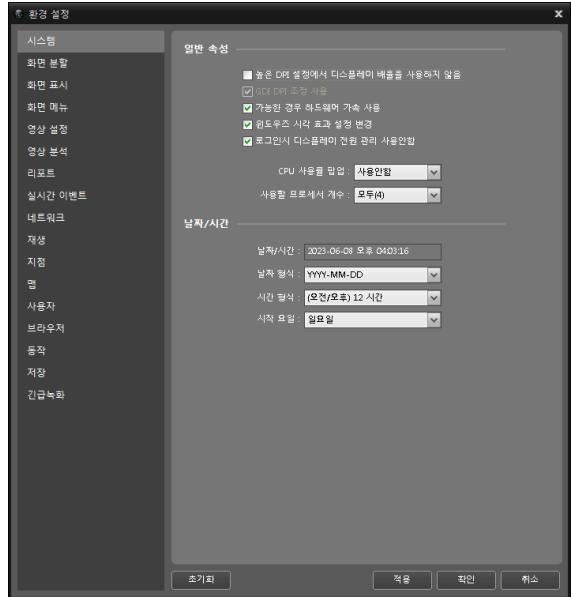 환경 설정
x
시스템
화면 분할
화면 표시
화면 메뉴
영상 설정
영상 분석
리포트
실시간 이벤트
네트워크
재생
지점
맵
사용자
브라우저
동작
저장
긴급녹화
일반 속성
높은 DPI 설정에서 디스플레이 배율을 사용하지 않음
GDI DPI 조정 사용
가능한 경우 하드웨어 가속 사용
윈도우즈 시각 효과 설정 변경
로그인시 디스플레이 전원 관리 사용안함
CPU 사용률 팝업 : 사용안함
사용할 프로세서 개수 : 모두(4)
날짜/시간
날짜/시간 : 2023-06-08 오후 04:03:16
날짜 형식 : YYYY-MM-DD
시간 형식 : (오전/오후) 12 시간
시작 요일 : 일요일
초기화
적용
확인
취소